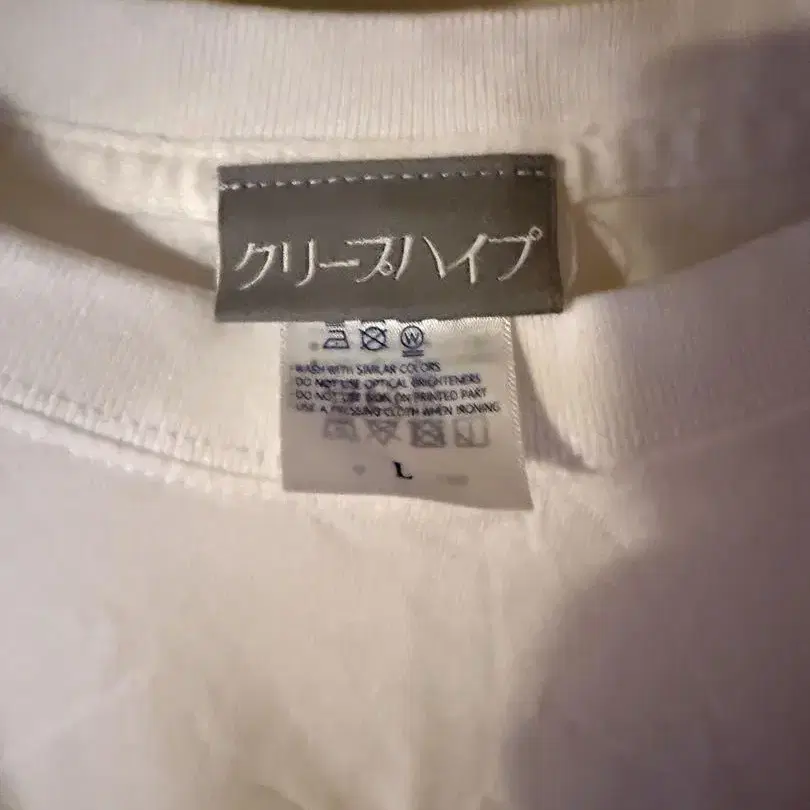 クリープハイプ
W
WASH WITH SIMILAR COLORS
DO NOT USE OPTICAL BRIGHTENERS
DO NOT USE IRON ON PRINTED PART
USE A PRESSING CLOTH WHEN IRONING
L